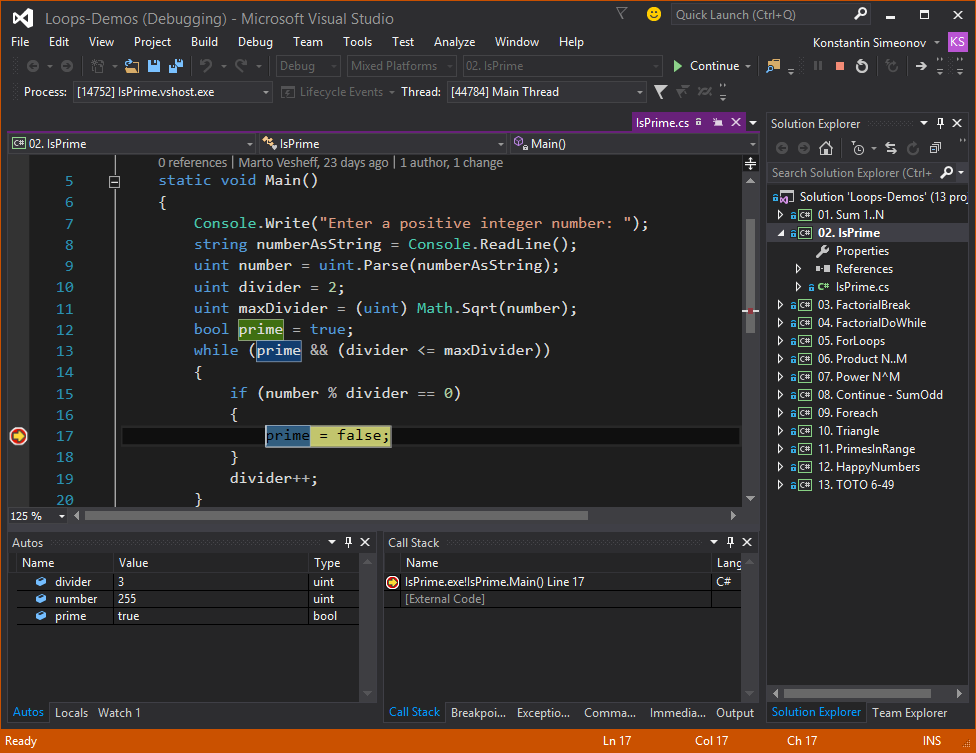 Loops-Demos (Debugging) - Microsoft Visual Studio
Quick Launch (Ctrl+Q)
File Edit View Project Build Debug Team Tools Test Analyze Window Help
Konstantin Simeonov KS
Debug Mixed Platforms 02. IsPrime Continue
Process: [14752] IsPrime.vshost.exe Lifecycle Events Thread: [44784] Main Thread
IsPrime.cs
C# 02. IsPrime IsPrime Main()
0 references | Marto Vesheff, 23 days ago | 1 author, 1 change
5 static void Main()
6 {
7 Console.Write("Enter a positive integer number: ");
8 string numberAsString = Console.ReadLine();
9 uint number = uint.Parse(numberAsString);
10 uint divider = 2;
11 uint maxDivider = (uint) Math.Sqrt(number);
12 bool prime = true;
13 while (prime && (divider <= maxDivider))
14 {
15 if (number % divider == 0)
16 {
17 prime = false;
18 }
19 divider++;
20 }
125 %
Autos
Name Value Type
divider 3 uint
number 255 uint
prime true bool
Autos Locals Watch 1
Call Stack
Name Lang
IsPrime.exe!IsPrime.Main() Line 17 C#
[External Code]
Call Stack Breakpoi... Exceptio... Comma... Immedia... Output
Solution Explorer
Search Solution Explorer (Ctrl+
Solution 'Loops-Demos' (13 proj
C# 01. Sum 1..N
C# 02. IsPrime
Properties
References
C# IsPrime.cs
C# 03. FactorialBreak
C# 04. FactorialDoWhile
C# 05. ForLoops
C# 06. Product N..M
C# 07. Power N^M
C# 08. Continue - SumOdd
C# 09. Foreach
C# 10. Triangle
C# 11. PrimesInRange
C# 12. HappyNumbers
C# 13. TOTO 6-49
Solution Explorer Team Explorer
Ready Ln 17 Col 17 Ch 17 INS